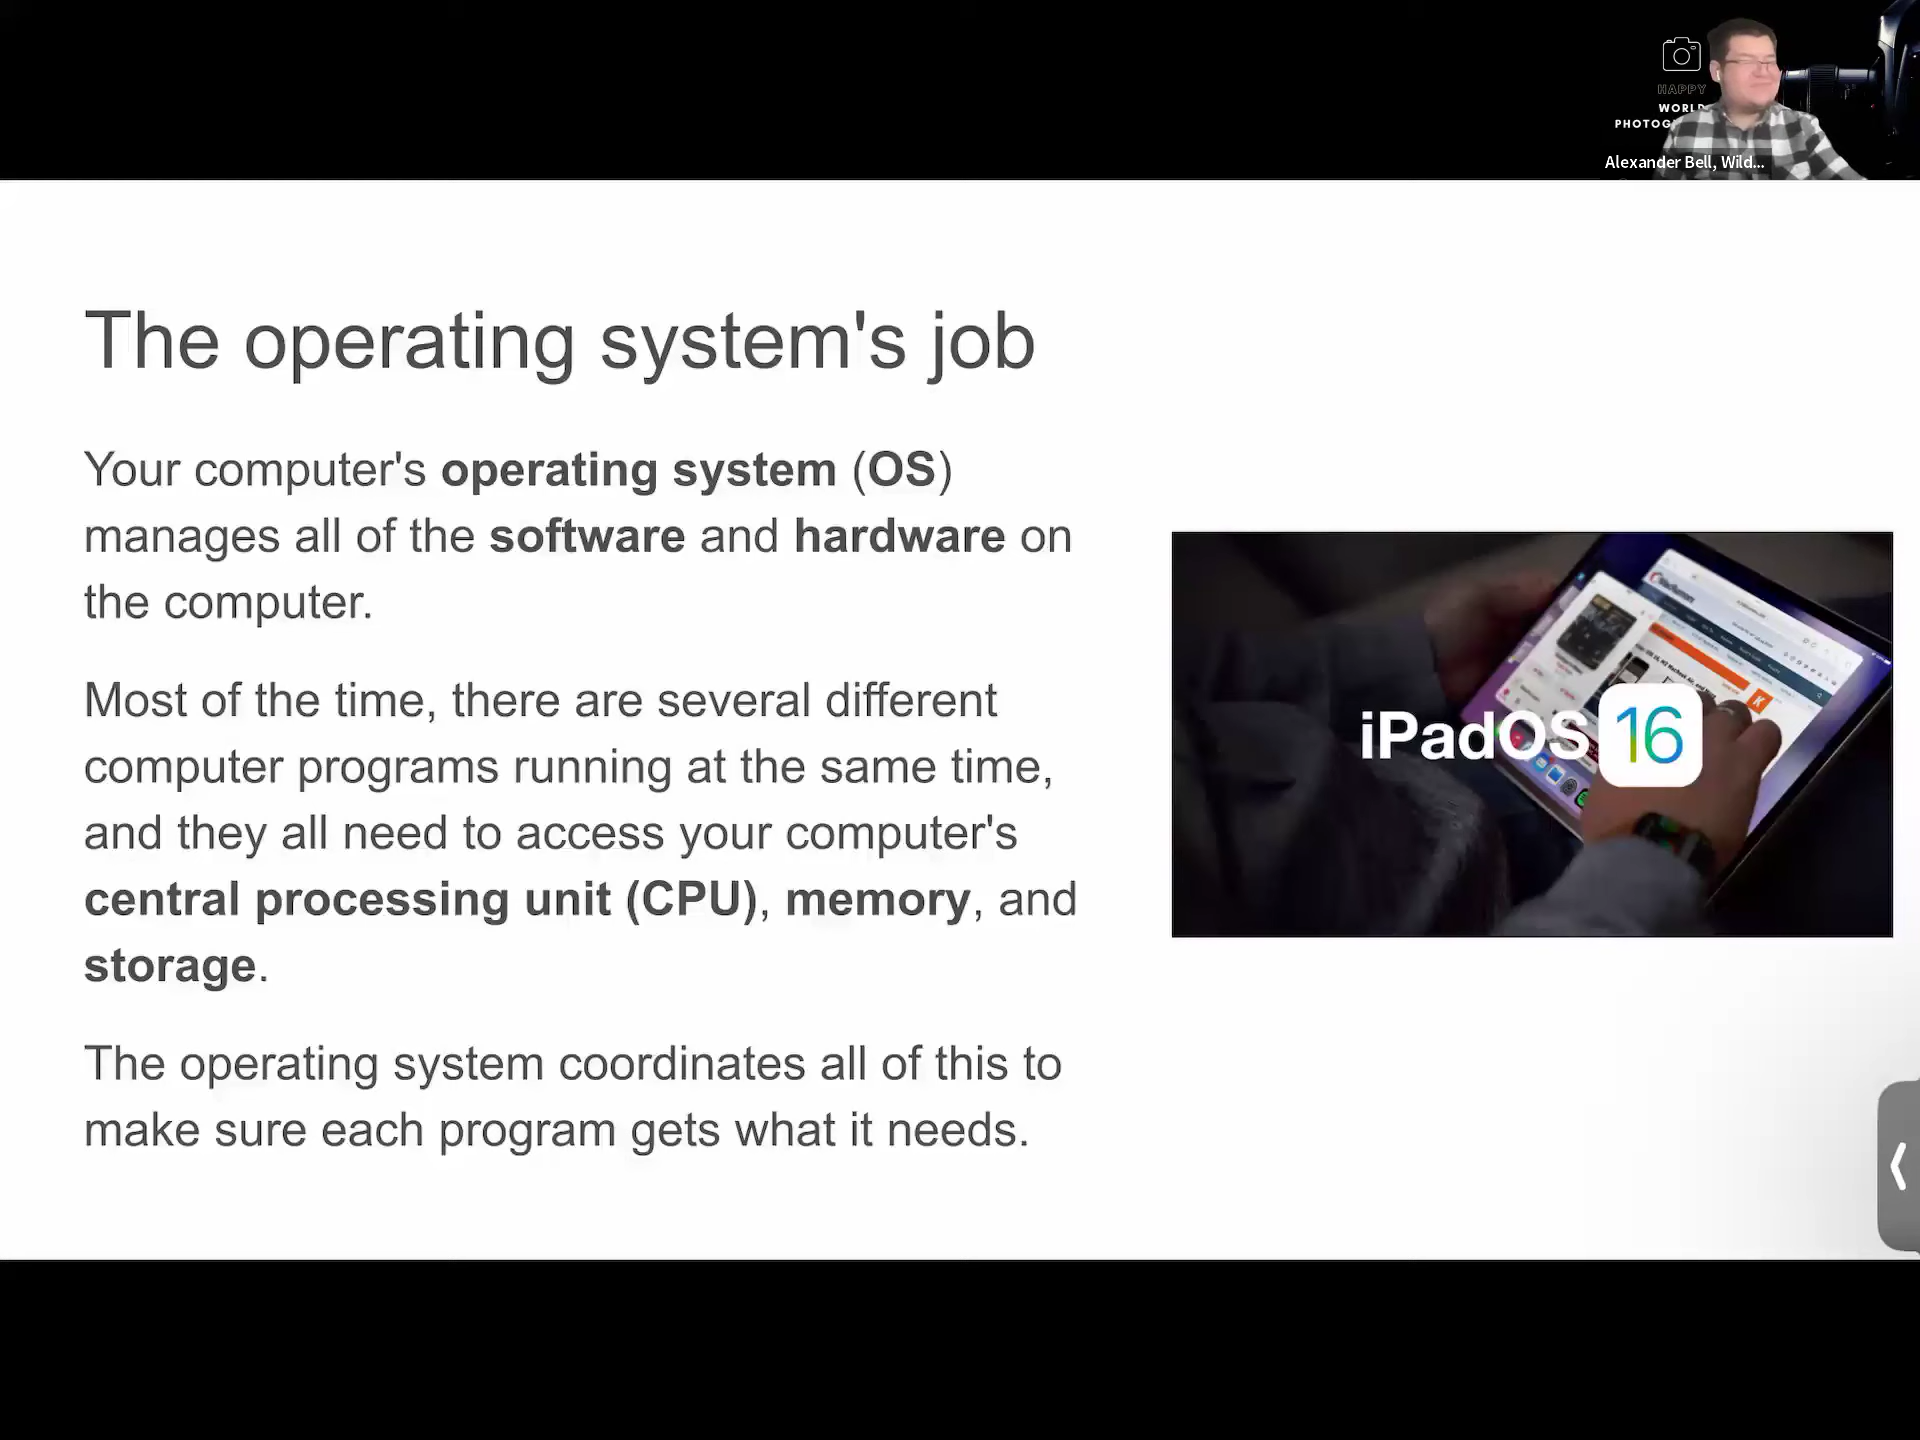 HAPPY
WORLD
Alexander Bell, Wild...
The operating system's job
Your computer's operating system (OS)
manages all of the software and hardware on
the computer.
Most of the time, there are several different
computer programs running at the same time,
and they all need to access your computer's
central processing unit (CPU), memory, and
storage.
The operating system coordinates all of this to
make sure each program gets what it needs.
iPadOS 16